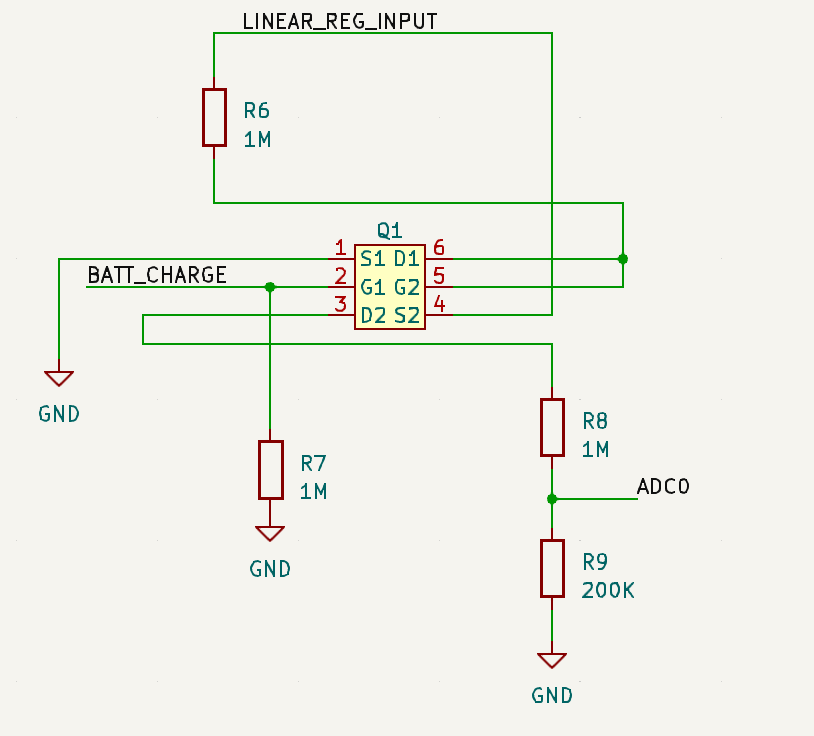 LINEAR_REG_INPUT
R6
1M
Q1
1 S1 D1 6
BATT_CHARGE 2 G1 G2 5
3 D2 S2 4
GND
R8
1M
R7
1M
ADC0
GND
R9
200K
GND